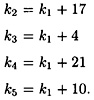 k₂ = k₁ + 17
k₃ = k₁ + 4
k₄ = k₁ + 21
k₅ = k₁ + 10.